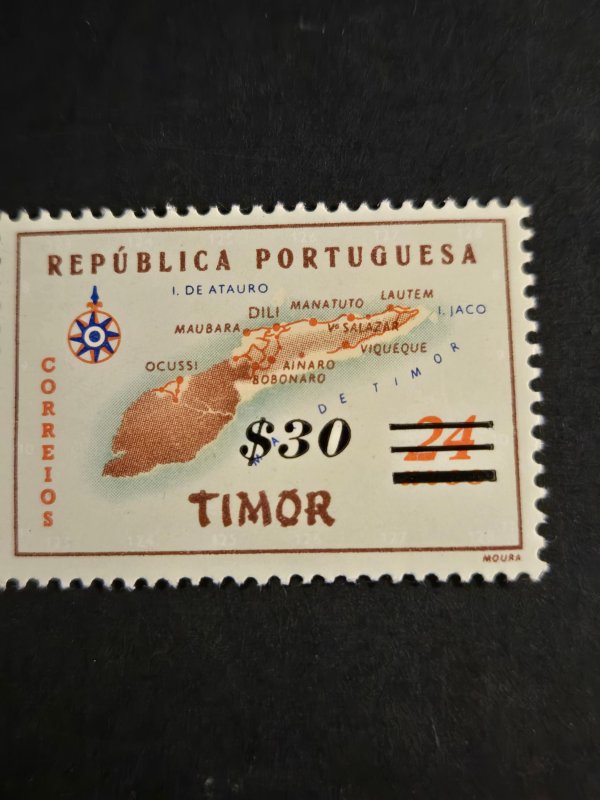 REPÚBLICA PORTUGUESA
I. DE ATAURO
LAUTEM
DILI MANATUTO
I. JACO
MAUBARA
Vª SALAZAR
VIQUEQUE
OCUSSI
AINARO
BOBONARO
DE TIMOR
CORREIOS
$30
24
TIMOR
MOURA